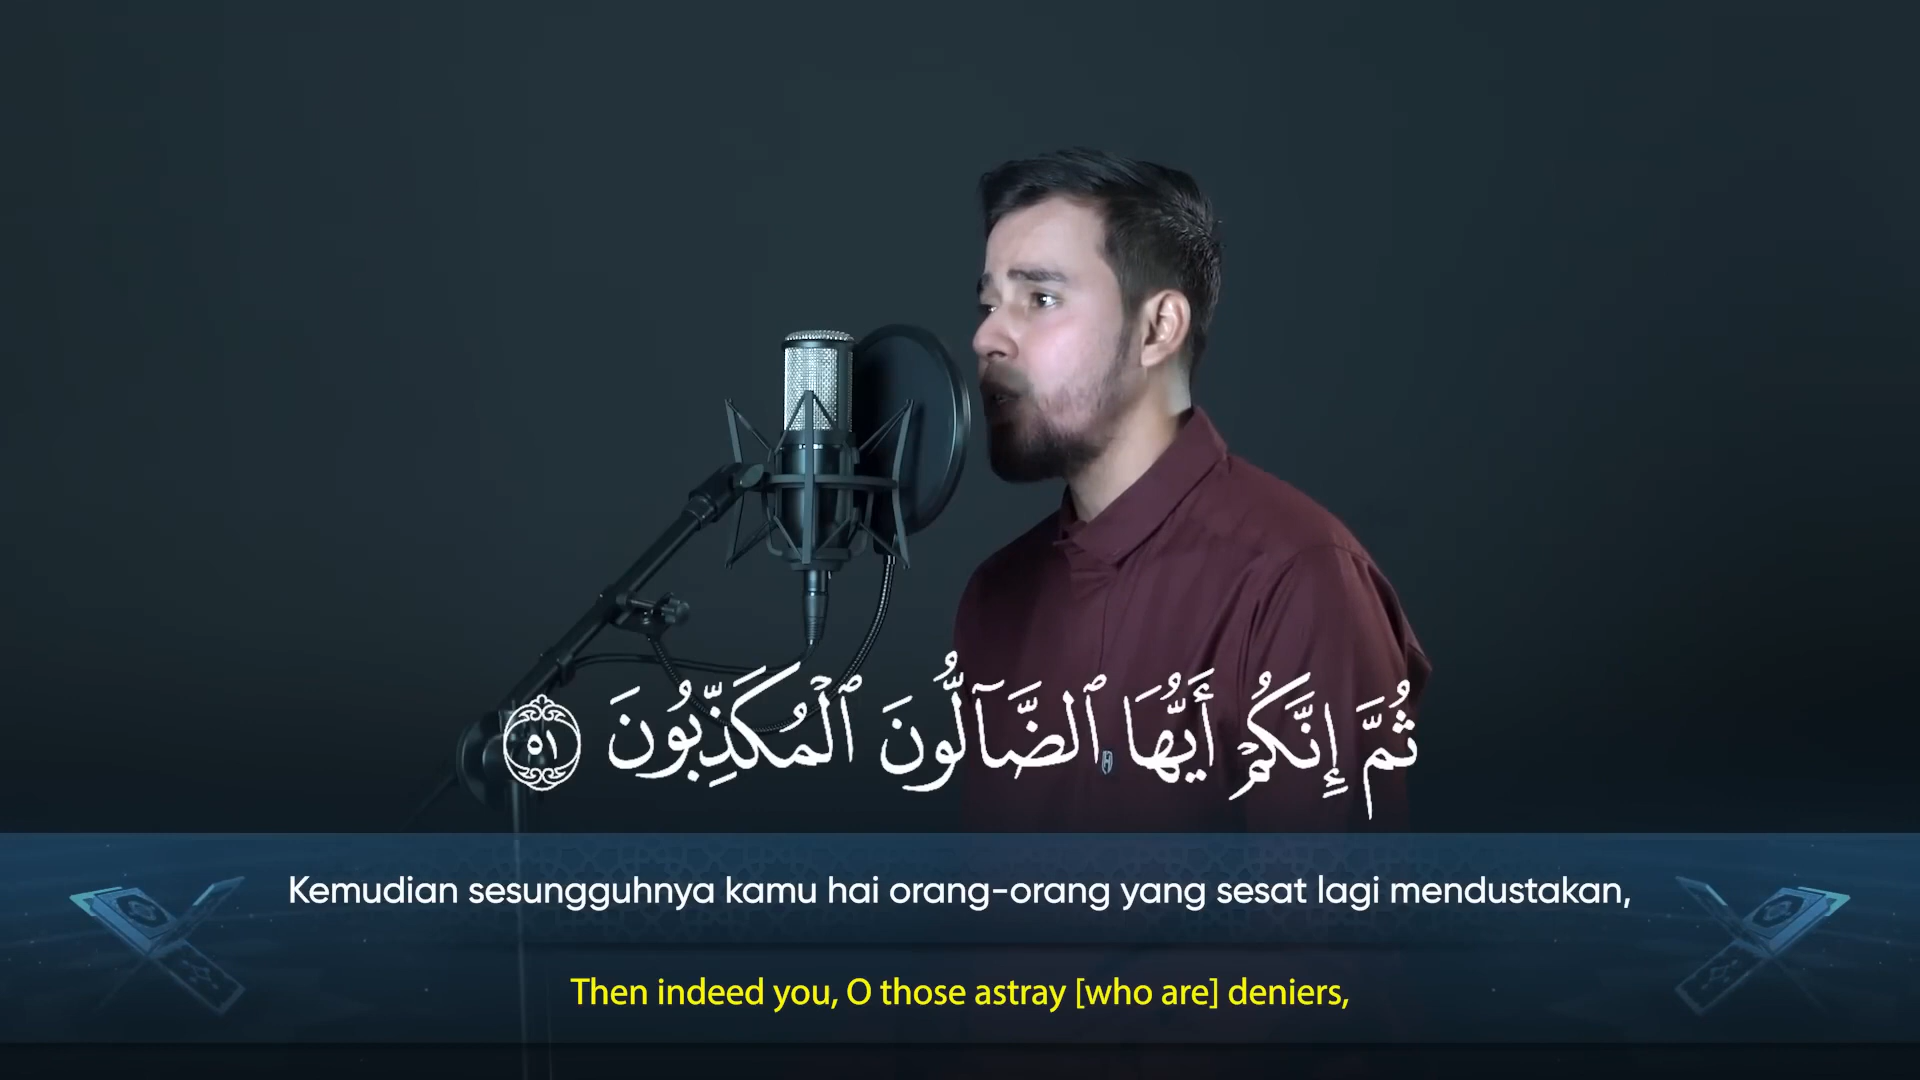 ثُمَّ إِنَّكُمْ أَيُّهَا ٱلضَّآلُّونَ ٱلْمُكَذِّبُونَ ٥١
Kemudian sesungguhnya kamu hai orang-orang yang sesat lagi mendustakan,
Then indeed you, O those astray [who are] deniers,